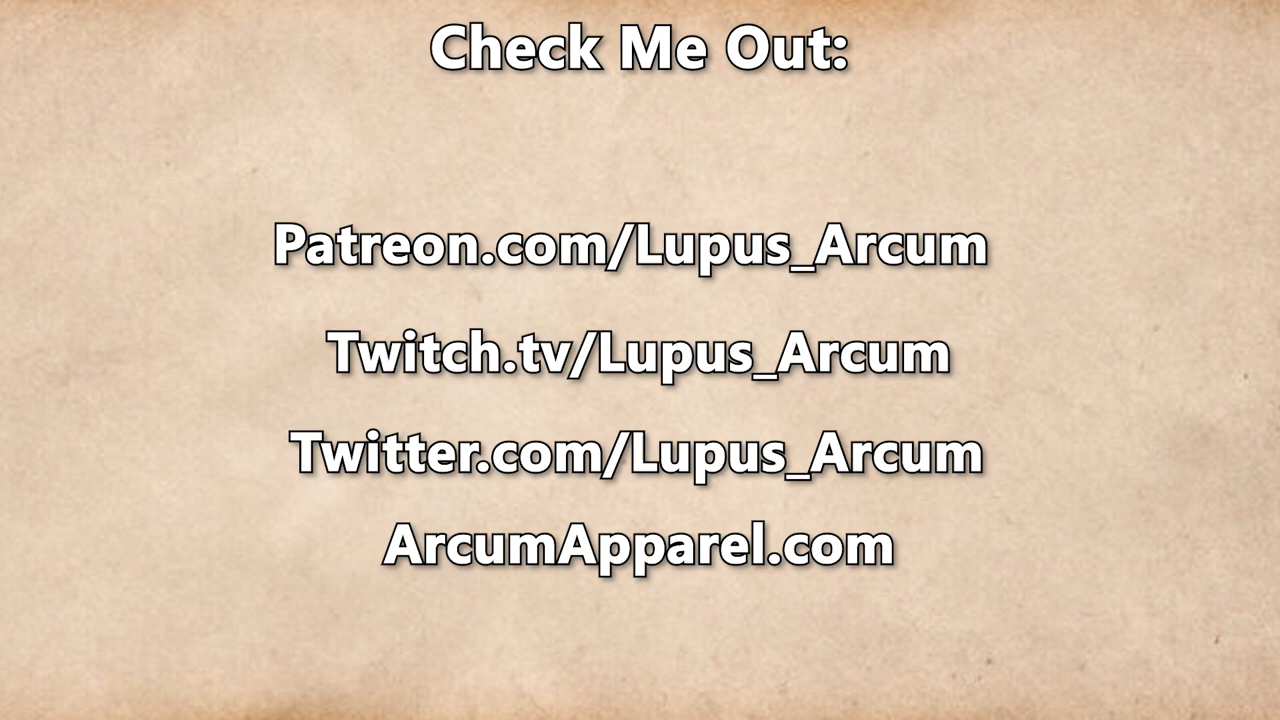 Check Me Out:
Patreon.com/Lupus_Arcum
Twitch.tv/Lupus_Arcum
Twitter.com/Lupus_Arcum
ArcumApparel.com